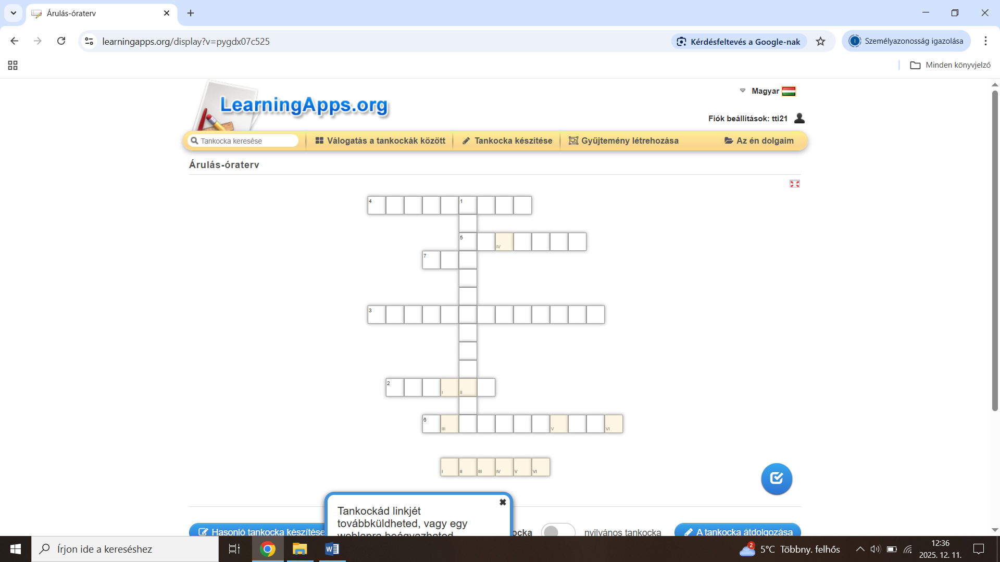 Árulás-óraterv
learningapps.org/display?v=pygdx07c525
Kérdésfeltevés a Google-nak
Személyazonosság igazolása
Minden könyvjelző
LearningApps.org
Magyar
Fiók beállítások: tti21
Tankocka keresése
Válogatás a tankockák között
Tankocka készítése
Gyűjtemény létrehozása
Az én dolgaim
Árulás-óraterv
4 1
5 IV
7
3
2 I II
6 III V VI
I II III IV V VI
Tankockád linkjét
továbbküldheted, vagy egy
weblapra beágyazhatod
Hasonló tankocka készítése
ocka
nyilvános tankocka
A tankocka átdolgozása
Írjon ide a kereséshez
2
5°C Többny. felhős
12:36
2025. 12. 11.